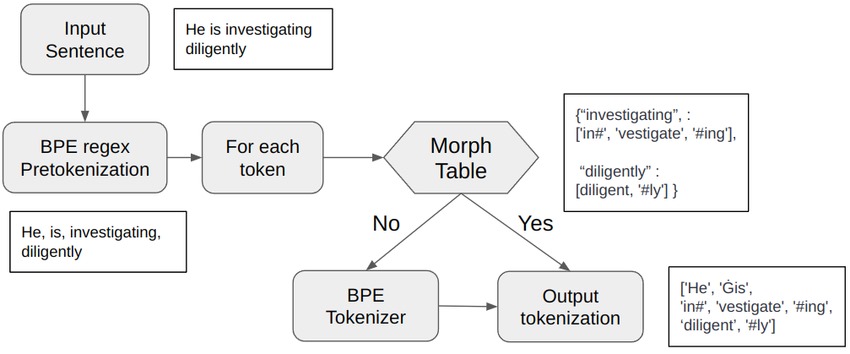 Input
Sentence
He is investigating
diligently
BPE regex
Pretokenization
For each
token
Morph
Table
{“investigating”, :
['in#', 'vestigate', '#ing'],
“diligently” :
[diligent, '#ly'] }
He, is, investigating,
diligently
No
Yes
BPE
Tokenizer
Output
tokenization
['He', 'Ġis',
'in#', 'vestigate', '#ing',
‘diligent’, '#ly']